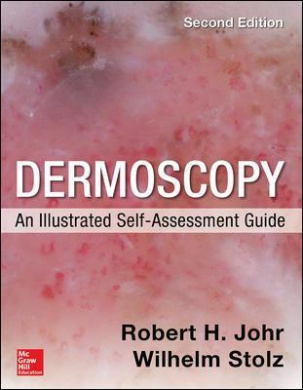 Second Edition
DERMOSCOPY
An Illustrated Self-Assessment Guide
Mc
Graw
Hill
Education
Robert H. Johr
Wilhelm Stolz